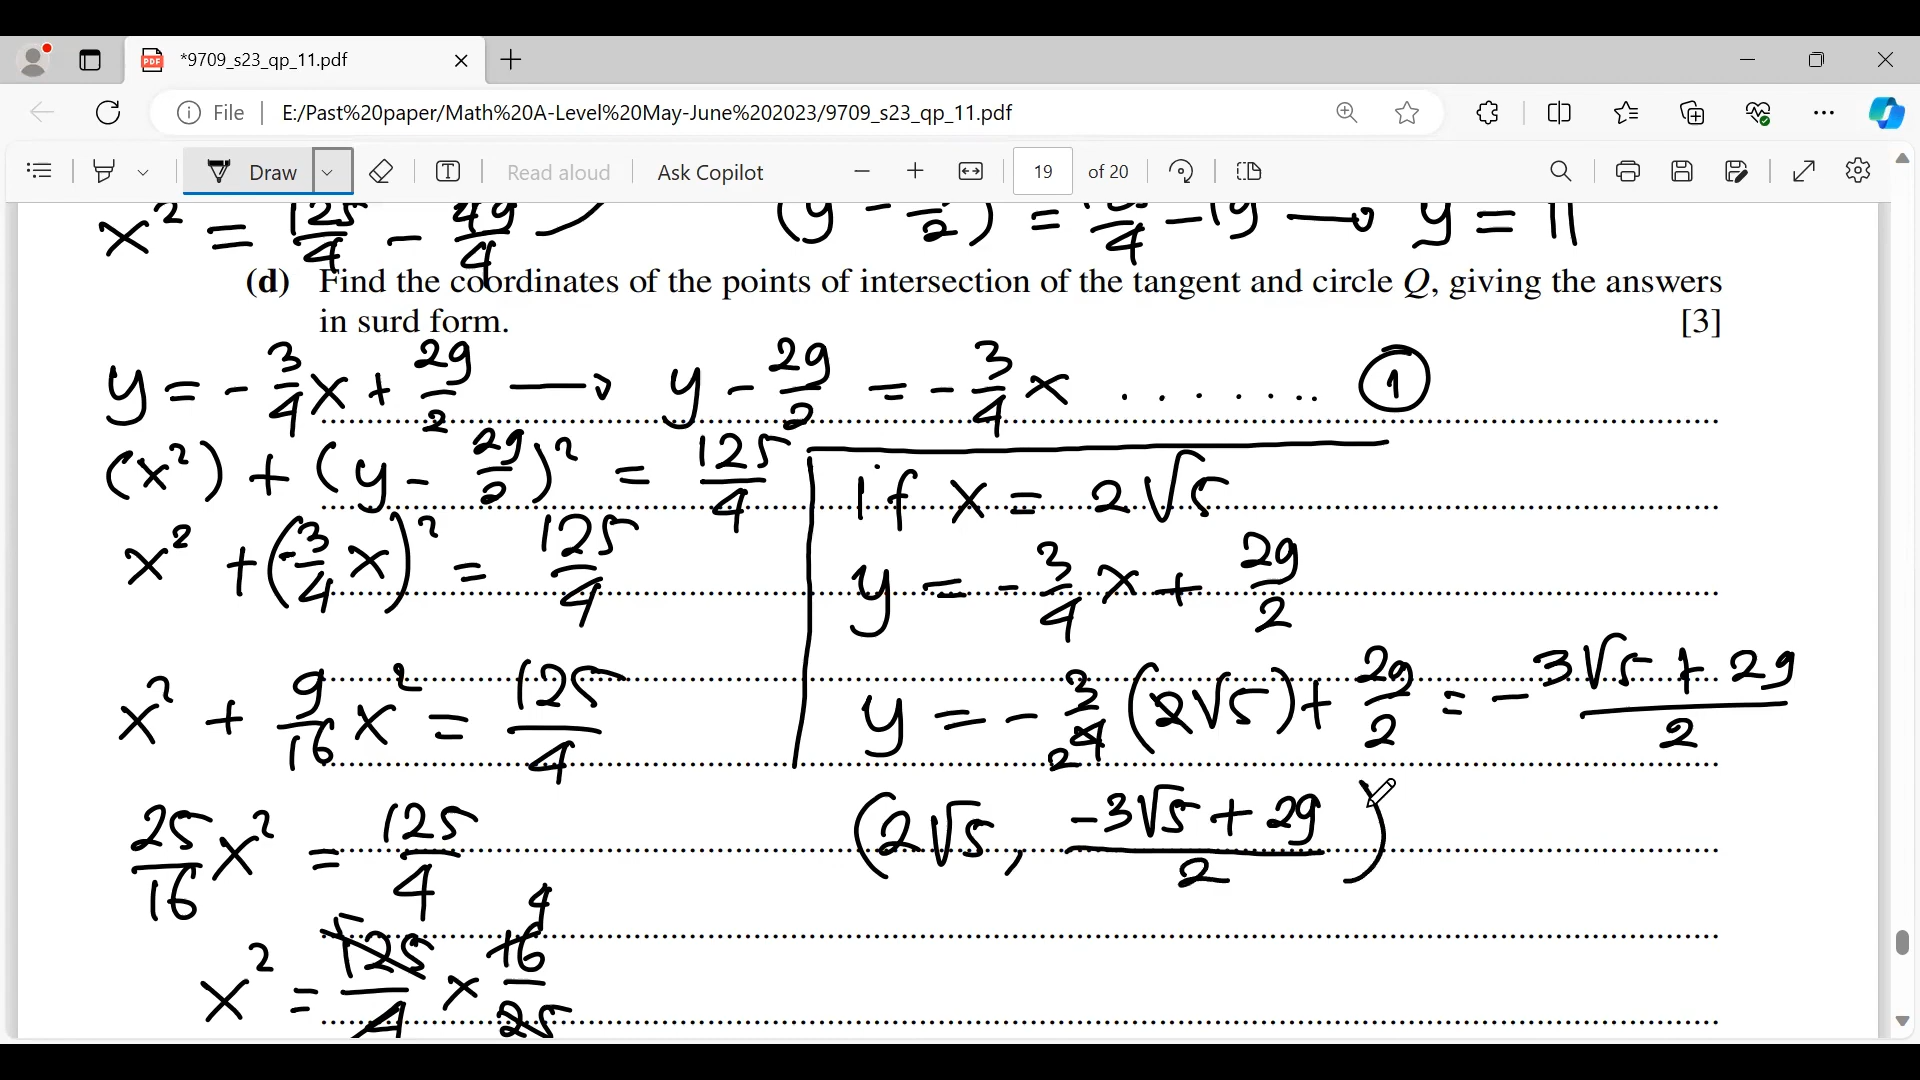 *9709_s23_qp_11.pdf
File
E:/Past%20paper/Math%20A-Level%20May-June%202023/9709_s23_qp_11.pdf
Draw
Read aloud
Ask Copilot
19 of 20
x² = 125/4 - 49/4
= - 19 → y = 11
(d) Find the coordinates of the points of intersection of the tangent and circle Q, giving the answers
in surd form. [3]
y = - 3/4 x + 29/2 → y - 29/2 = - 3/4 x ....... ①
(x²) + (y - 29/2)² = 125/4
x² + (-3/4 x)² = 125/4
x² + 9/16 x² = 125/4
25/16 x² = 125/4
x² = 125/4 × 16/25
4
if x = 2√5
y = - 3/4 x + 29/2
y = - 3/4 (2√5) + 29/2 = - 3√5 + 29/2
2
(2√5, -3√5 + 29/2)